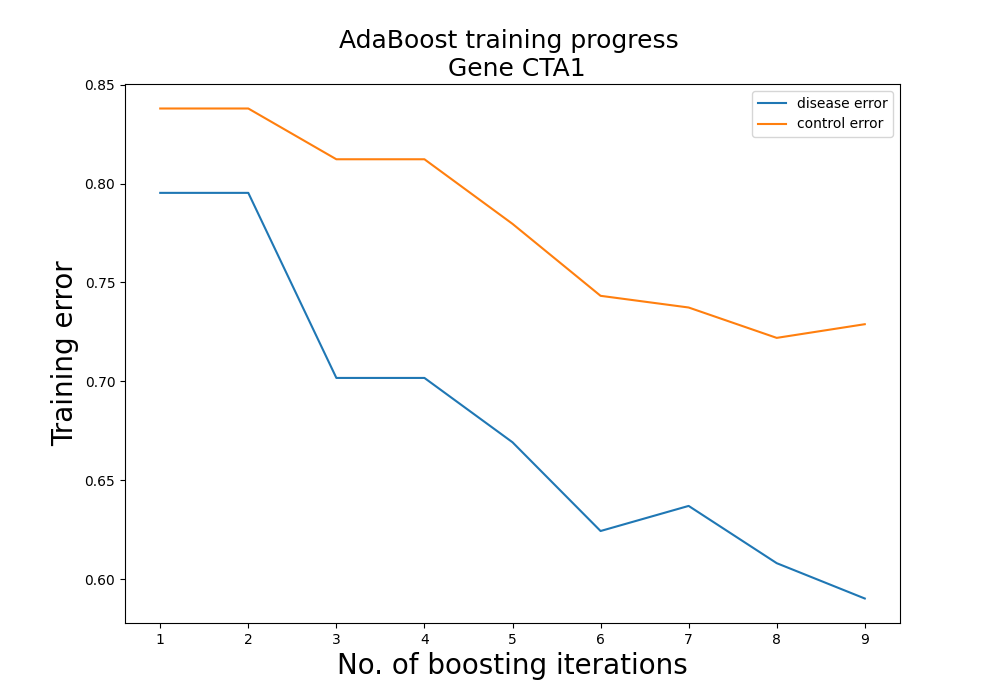 AdaBoost training progress
Gene CTA1
disease error
control error
Training error
0.85
0.80
0.75
0.70
0.65
0.60
1 2 3 4 5 6 7 8 9
No. of boosting iterations